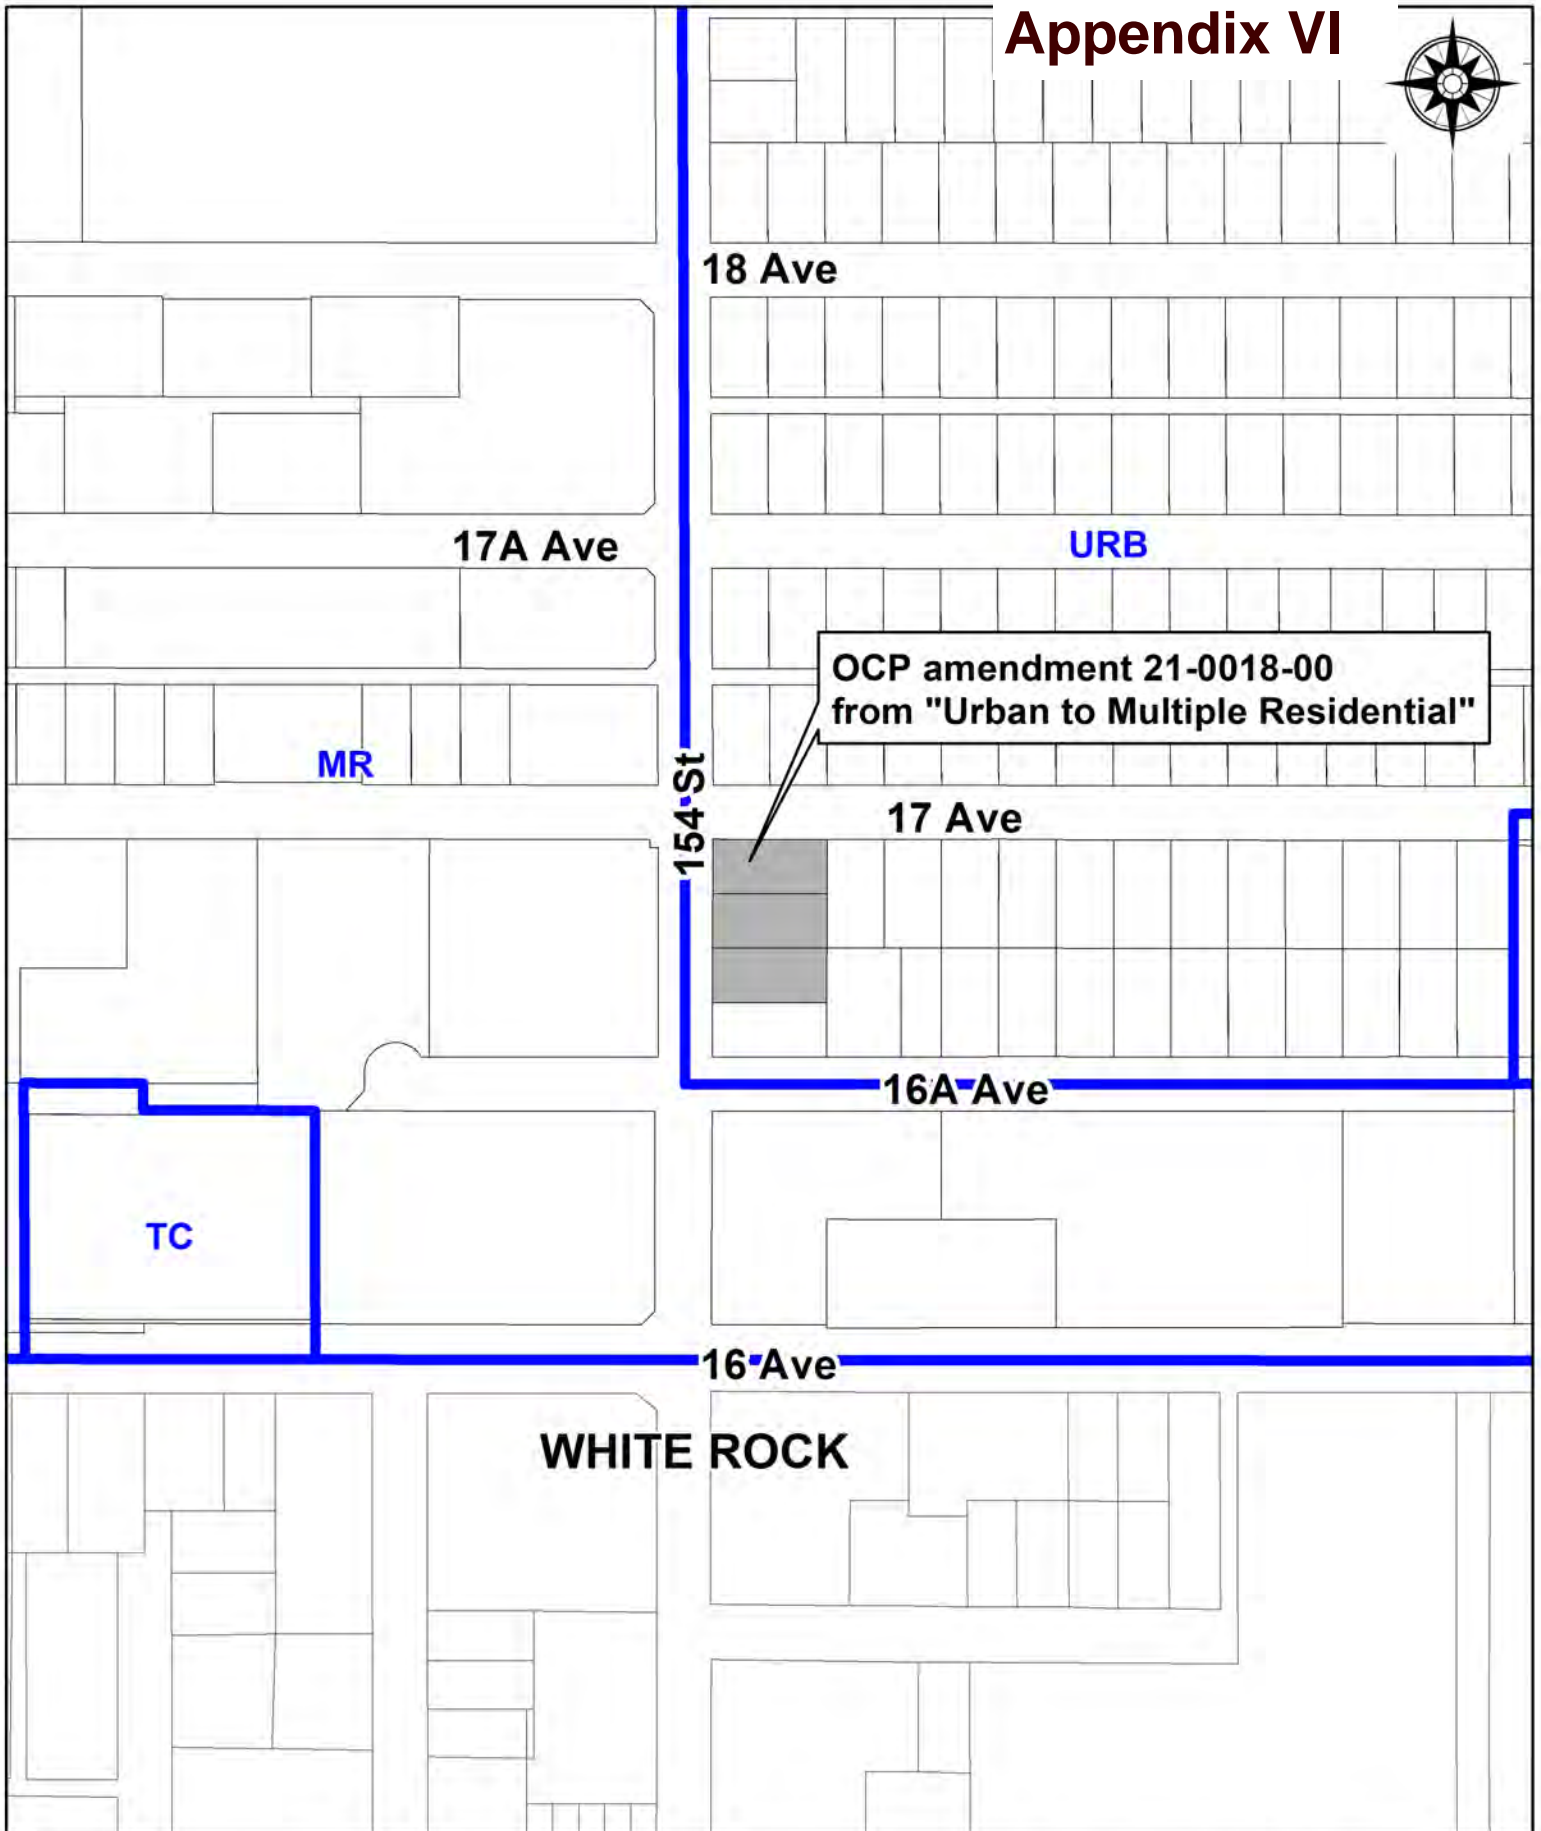 Appendix VI
18 Ave
17A Ave
URB
OCP amendment 21-0018-00
from "Urban to Multiple Residential"
MR
154 St
17 Ave
16A Ave
TC
16 Ave
WHITE ROCK